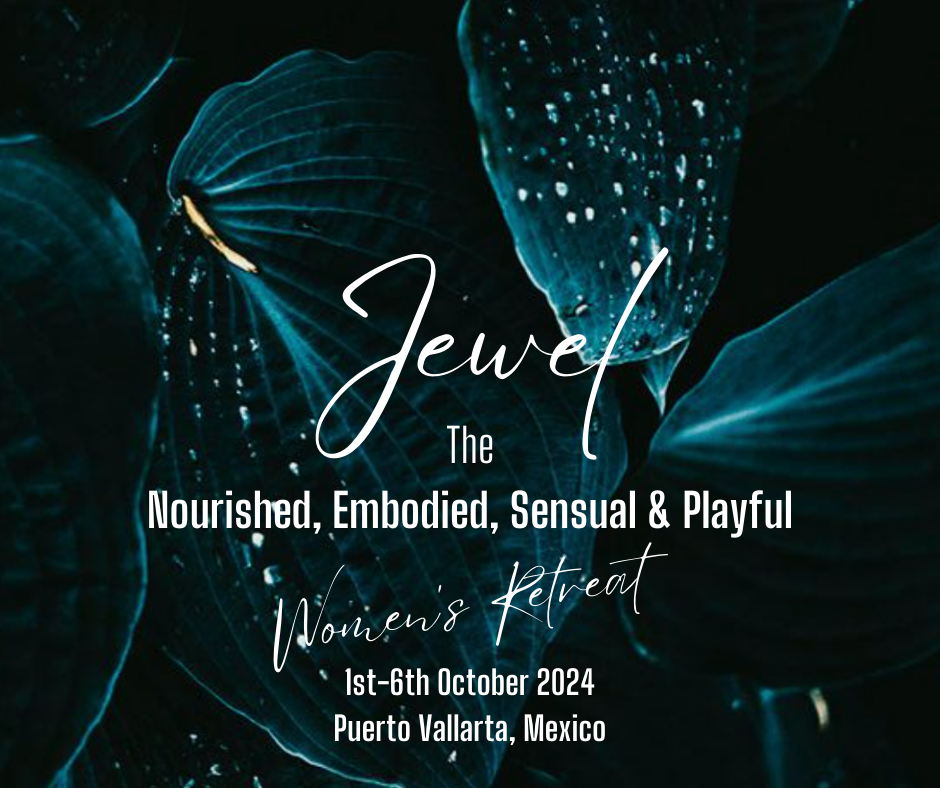 Jewel
The
Nourished, Embodied, Sensual & Playful
Women's Retreat
1st-6th October 2024
Puerto Vallarta, Mexico